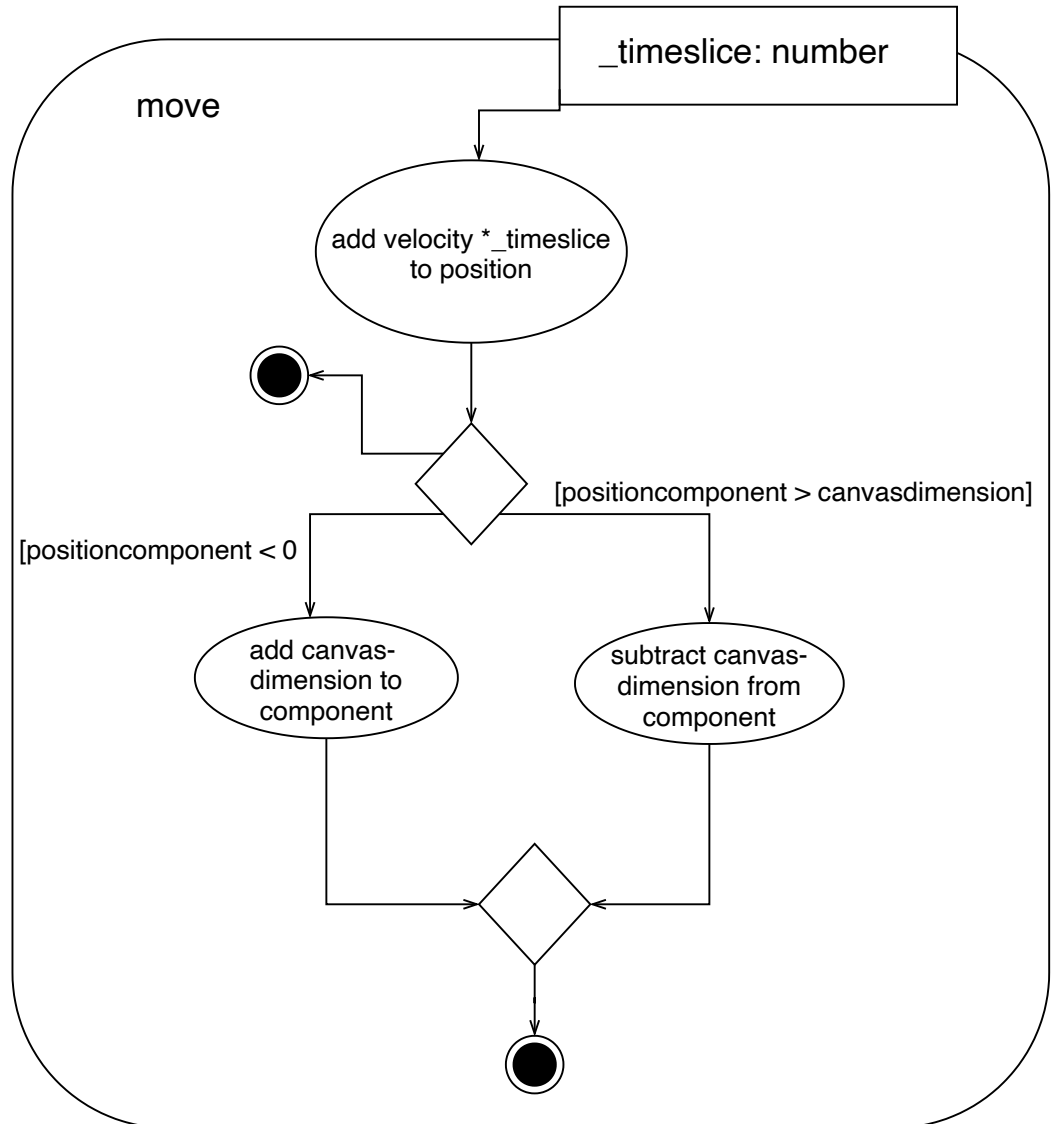 _timeslice: number
move
add velocity *_timeslice
to position
[positioncomponent > canvasdimension]
[positioncomponent < 0
add canvas-
dimension to
component
subtract canvas-
dimension from
component